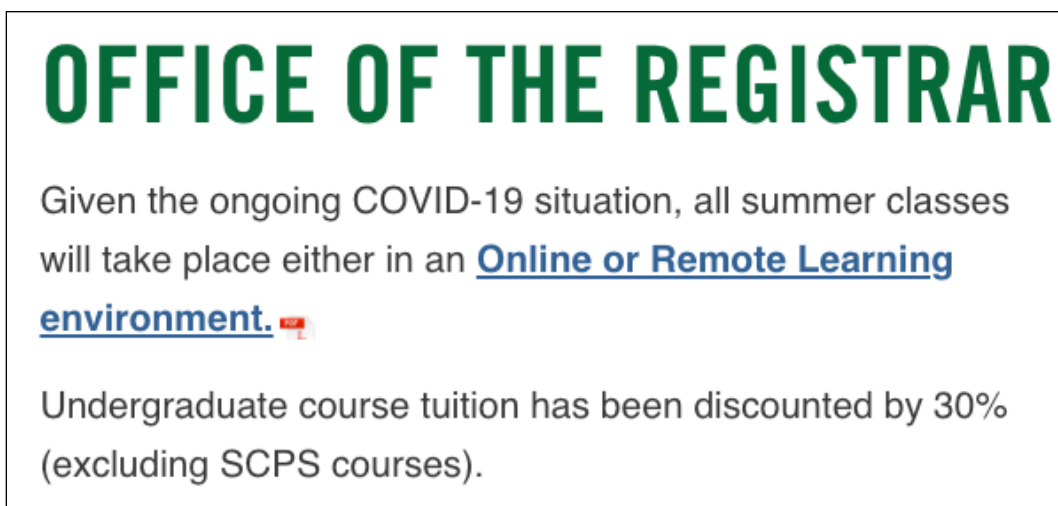 OFFICE OF THE REGISTRAR
Given the ongoing COVID-19 situation, all summer classes
will take place either in an Online or Remote Learning
environment. PDF
Undergraduate course tuition has been discounted by 30%
(excluding SCPS courses).